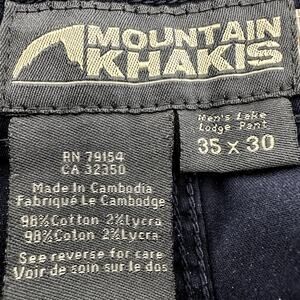 MOUNTAIN
KHAKIS
Men's Lake
Lodge Pant
35 x 30
RN 79154
CA 32350
Made in Cambodia
Fabriqué Le Cambodge
98% Cotton 2% Lycra
98% Coton 2% Lycra
See reverse for care
Voir de soin sur le dos